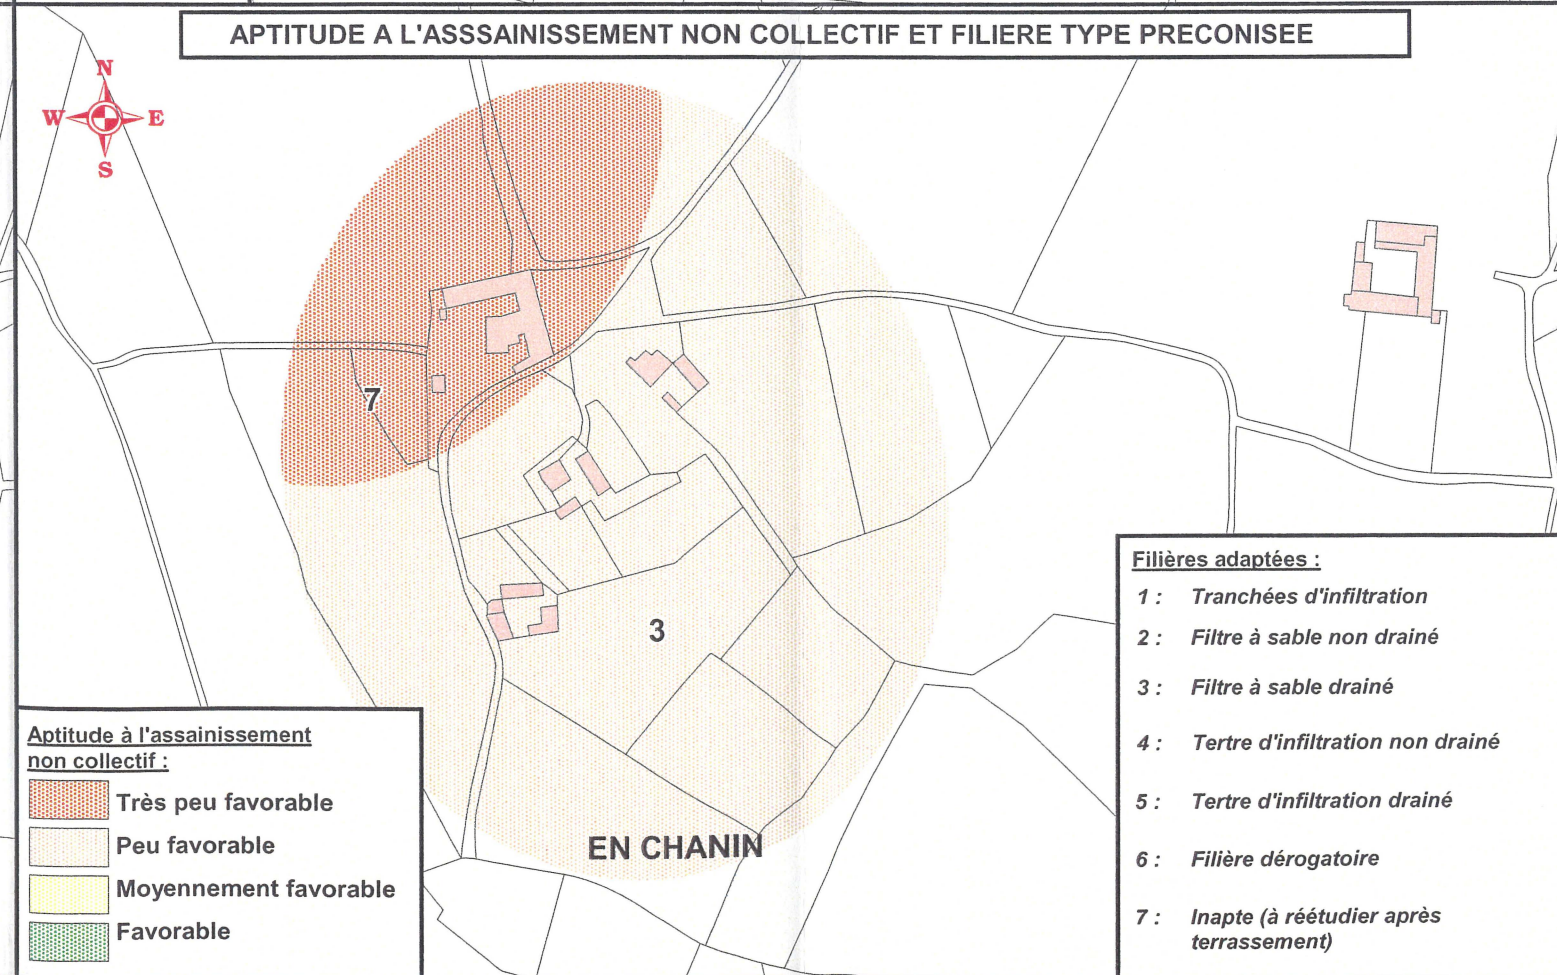 APTITUDE A L'ASSSAINISSEMENT NON COLLECTIF ET FILIERE TYPE PRECONISEE
N
W E
S
7
3
EN CHANIN
Aptitude à l'assainissement
non collectif :
Très peu favorable
Peu favorable
Moyennement favorable
Favorable
Filières adaptées :
1 : Tranchées d'infiltration
2 : Filtre à sable non drainé
3 : Filtre à sable drainé
4 : Tertre d'infiltration non drainé
5 : Tertre d'infiltration drainé
6 : Filière dérogatoire
7 : Inapte (à réétudier après
terrassement)